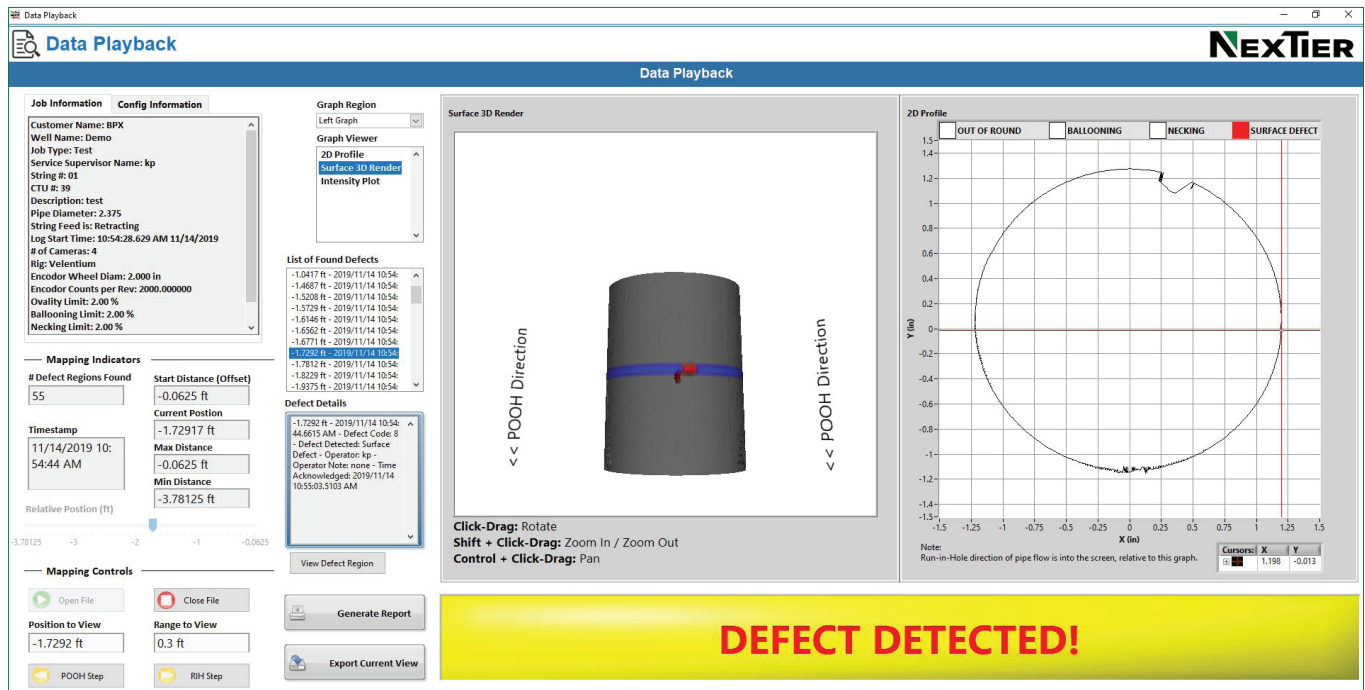 Data Playback
Data Playback
NEXTIER
Data Playback
Job Information
Config Information
Customer Name: BPX
Well Name: Demo
Job Type: Test
Service Supervisor Name: kp
String #: 01
CTU #: 39
Description: test
Pipe Diameter: 2.375
String Feed is: Retracting
Log Start Time: 10:54:28.629 AM 11/14/2019
# of Cameras: 4
Rig: Velentium
Encodor Wheel Diam: 2.000 in
Encodor Counts per Rev: 2000.000000
Ovality Limit: 2.00 %
Ballooning Limit: 2.00 %
Necking Limit: 2.00 %
Mapping Indicators
# Defect Regions Found
55
Start Distance (Offset)
-0.0625 ft
Current Postion
-1.72917 ft
Timestamp
11/14/2019 10:
54:44 AM
Max Distance
-0.0625 ft
Min Distance
-3.78125 ft
Relative Postion (ft)
-3.78125 -3 -2 -1 -0.0625
Mapping Controls
Open File
Close File
Position to View
-1.7292 ft
Range to View
0.3 ft
POOH Step
RIH Step
Graph Region
Left Graph
Graph Viewer
2D Profile
Surface 3D Render
Intensity Plot
List of Found Defects
-1.0417 ft - 2019/11/14 10:54:
-1.4687 ft - 2019/11/14 10:54:
-1.5208 ft - 2019/11/14 10:54:
-1.5729 ft - 2019/11/14 10:54:
-1.6146 ft - 2019/11/14 10:54:
-1.6562 ft - 2019/11/14 10:54:
-1.6771 ft - 2019/11/14 10:54:
-1.7292 ft - 2019/11/14 10:54:
-1.7812 ft - 2019/11/14 10:54:
-1.8229 ft - 2019/11/14 10:54:
-1.9375 ft - 2019/11/14 10:54:
Defect Details
-1.7292 ft - 2019/11/14 10:54:
44.6615 AM - Defect Code: 8
- Defect Detected: Surface
Defect - Operator: kp -
Operator Note: none - Time
Acknowledged: 2019/11/14
10:55:03.5103 AM
View Defect Region
Generate Report
Export Current View
Surface 3D Render
<< POOH Direction
<< POOH Direction
Click-Drag: Rotate
Shift + Click-Drag: Zoom In / Zoom Out
Control + Click-Drag: Pan
2D Profile
OUT OF ROUND
BALLOONING
NECKING
SURFACE DEFECT
1.5
1.4
1.2
1
0.8
0.6
0.4
0.2
0
-0.2
-0.4
-0.6
-0.8
-1
-1.2
-1.4
-1.5
Y (in)
-1.5 -1.25 -1 -0.75 -0.5 -0.25 0 0.25 0.5 0.75 1 1.25 1.5
X (in)
Note:
Run-in-Hole direction of pipe flow is into the screen, relative to this graph.
Cursors: X Y
1.198 -0.013
DEFECT DETECTED!